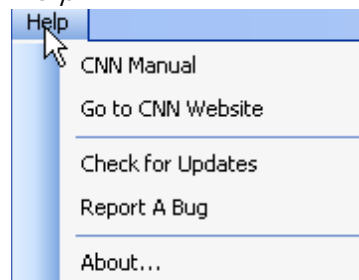 Help
CNN Manual
Go to CNN Website
Check for Updates
Report A Bug
About...